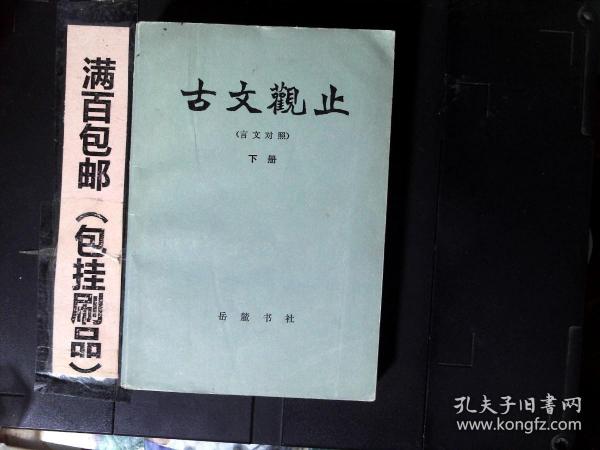 满百包邮（包挂刷品）
古文觀止
（言文对照）
下册
岳麓书社
孔夫子旧书网
www.kongfz.com